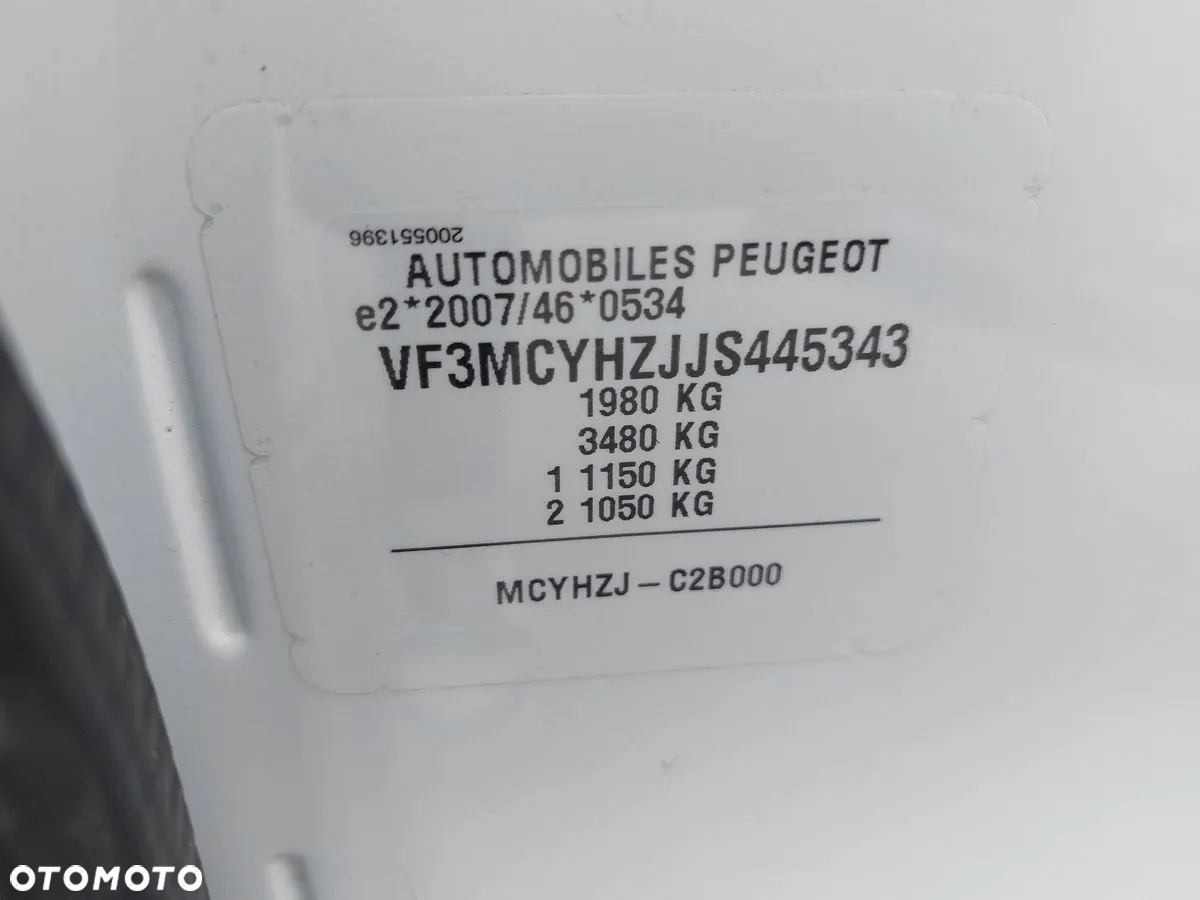 200551396
AUTOMOBILES PEUGEOT
e2*2007/46*0534
VF3MCYHZJJS445343
1980 KG
3480 KG
1 1150 KG
2 1050 KG
MCYHZJ – C2B000
OTOMOTO